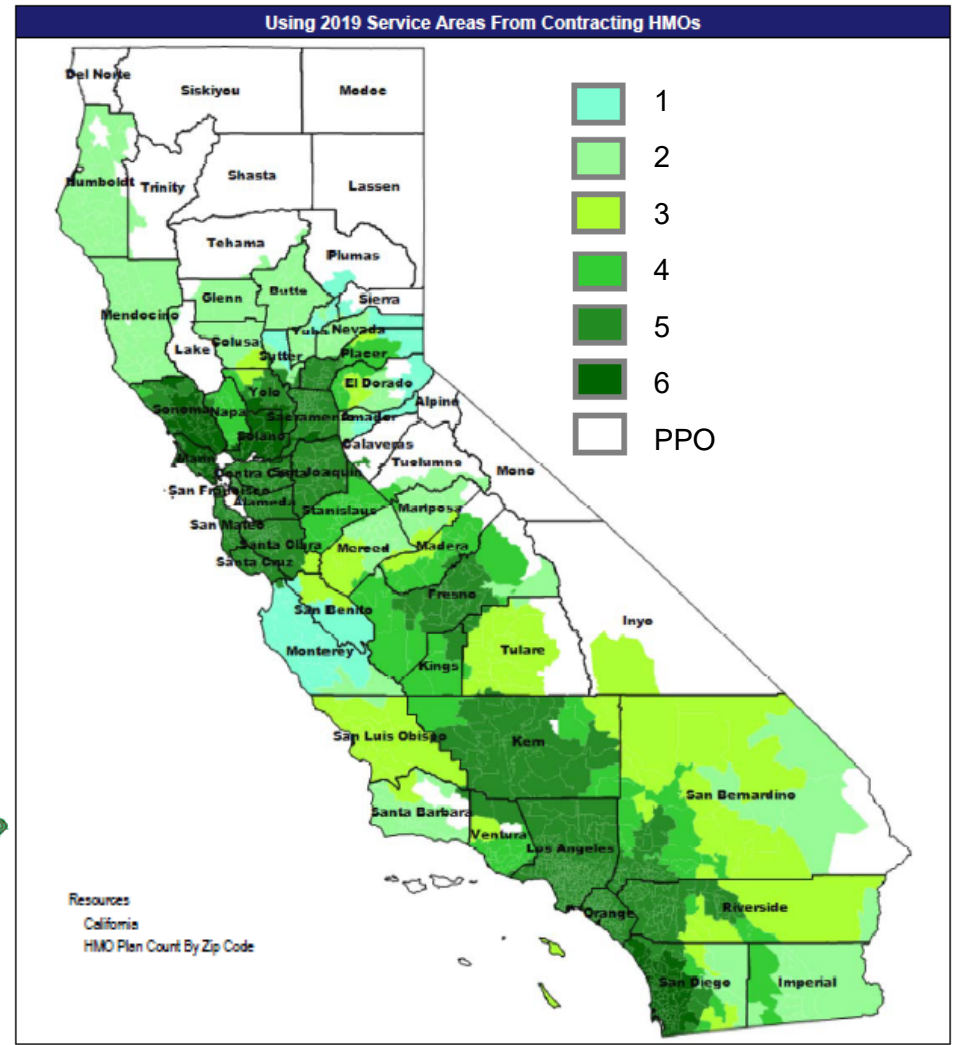 Using 2019 Service Areas From Contracting HMOs
Del Norte
Siskiyou
Modoc
1
2
Humboldt
Trinity
Shasta
Lassen
3
Tehama
Plumas
4
Glenn
Butte
Sierra
Mendocino
Colusa
Yuba
Nevada
5
Lake
Sutter
Placer
6
Yolo
El Dorado
Sonoma
Napa
Sacramento
Amador
Alpine
Solano
PPO
Calaveras
Marin
Tuolumne
Mono
Contra Costa
San Joaquin
San Francisco
Alameda
Stanislaus
Mariposa
San Mateo
Santa Clara
Merced
Madera
Santa Cruz
Fresno
San Benito
Inyo
Monterey
Tulare
Kings
San Luis Obispo
Kern
San Bernardino
Santa Barbara
Ventura
Los Angeles
Resources
California
HMO Plan Count By Zip Code
Orange
Riverside
San Diego
Imperial